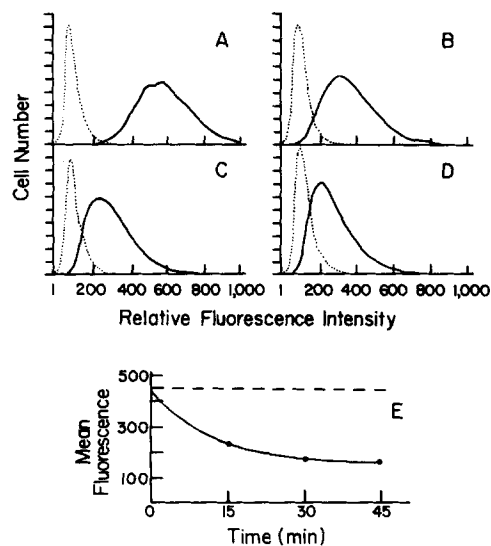 A
B
Cell Number
C
D
1 200 400 600 800 1,000
1 200 400 600 800 1,000
Relative Fluorescence Intensity
500
300
100
Mean
Fluorescence
E
0 15 30 45
Time (min)